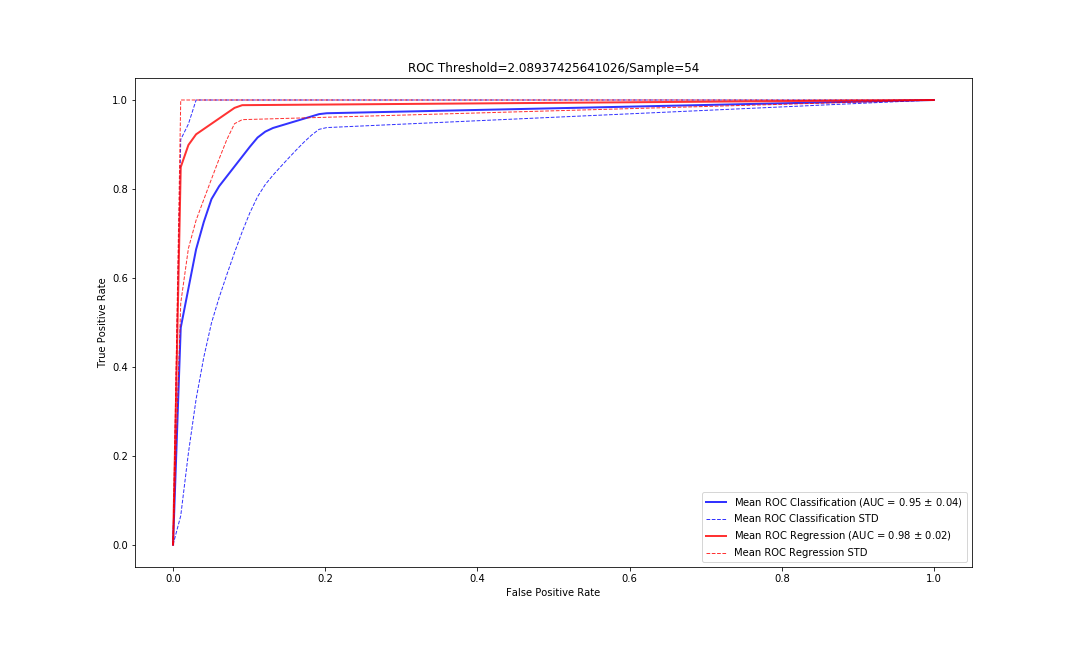 ROC Threshold=2.08937425641026/Sample=54
1.0
0.8
0.6
0.4
0.2
0.0
True Positive Rate
Mean ROC Classification (AUC = 0.95 ± 0.04)
Mean ROC Classification STD
Mean ROC Regression (AUC = 0.98 ± 0.02)
Mean ROC Regression STD
0.0 0.2 0.4 0.6 0.8 1.0
False Positive Rate